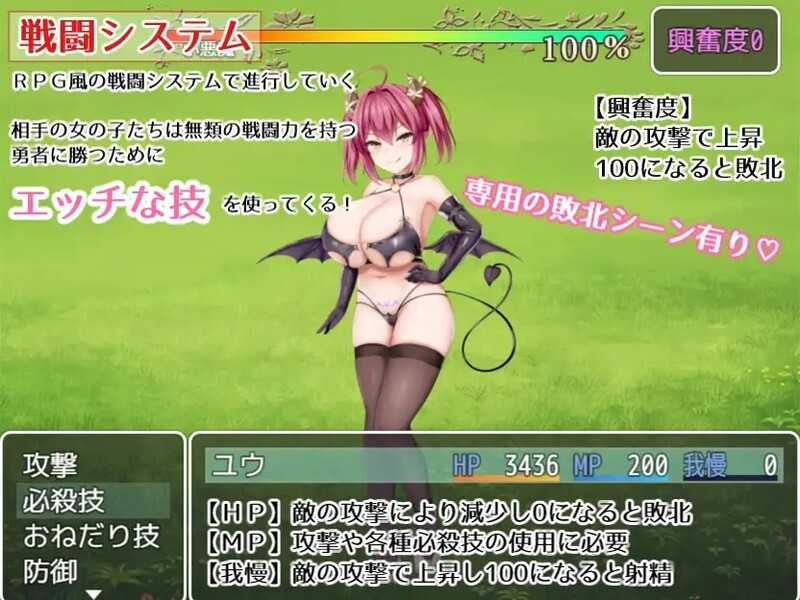 戦闘システム
100%
興奮度0
RPG風の戦闘システムで進行していく
相手の女の子たちは無類の戦闘力を持つ
勇者に勝つために
エッチな技 を使ってくる！
【興奮度】
敵の攻撃で上昇
100になると敗北
専用の敗北シーン有り♡
攻撃
必殺技
おねだり技
防御
ユウ HP 3436 MP 200 我慢 0
【HP】敵の攻撃により減少し0になると敗北
【MP】攻撃や各種必殺技の使用に必要
【我慢】敵の攻撃で上昇し100になると射精